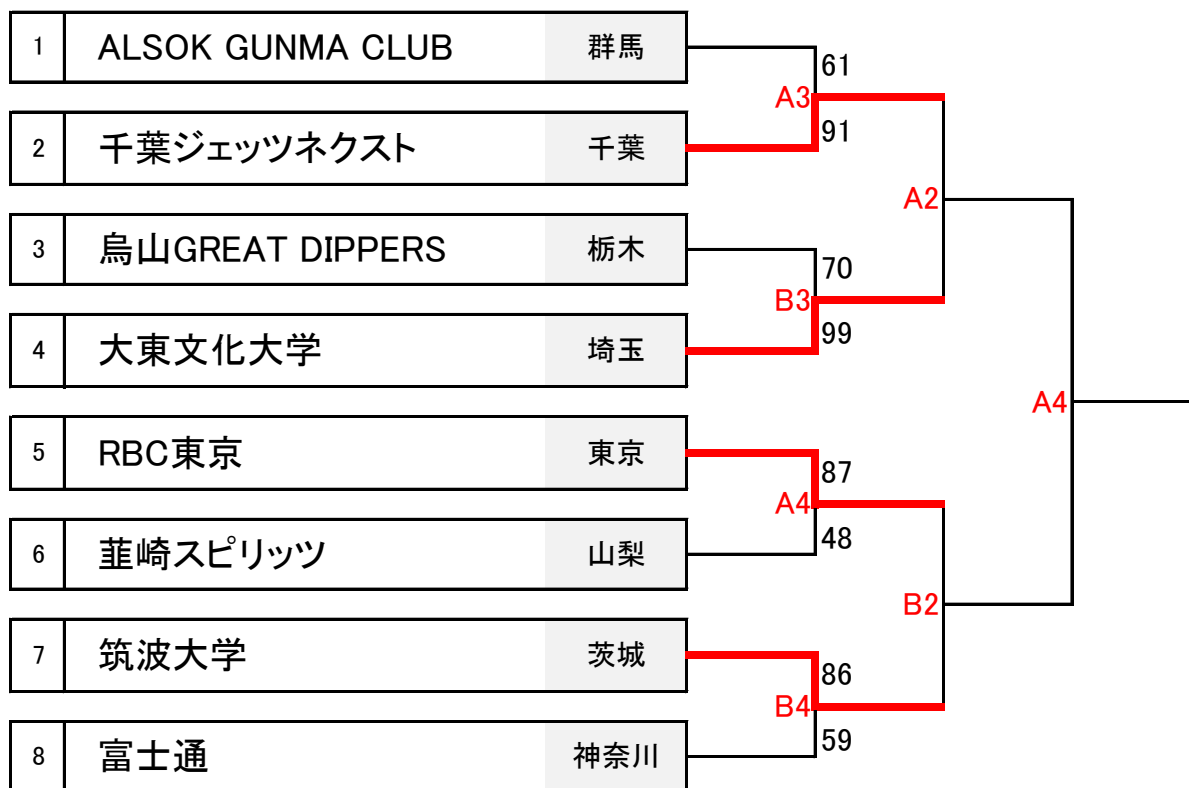 1 ALSOK GUNMA CLUB 群馬
61
A3
2 千葉ジェッツネクスト 千葉
91
A2
3 烏山GREAT DIPPERS 栃木
70
B3
4 大東文化大学 埼玉
99
A4
5 RBC東京 東京
87
A4
6 韮崎スピリッツ 山梨
48
B2
7 筑波大学 茨城
86
B4
8 富士通 神奈川
59